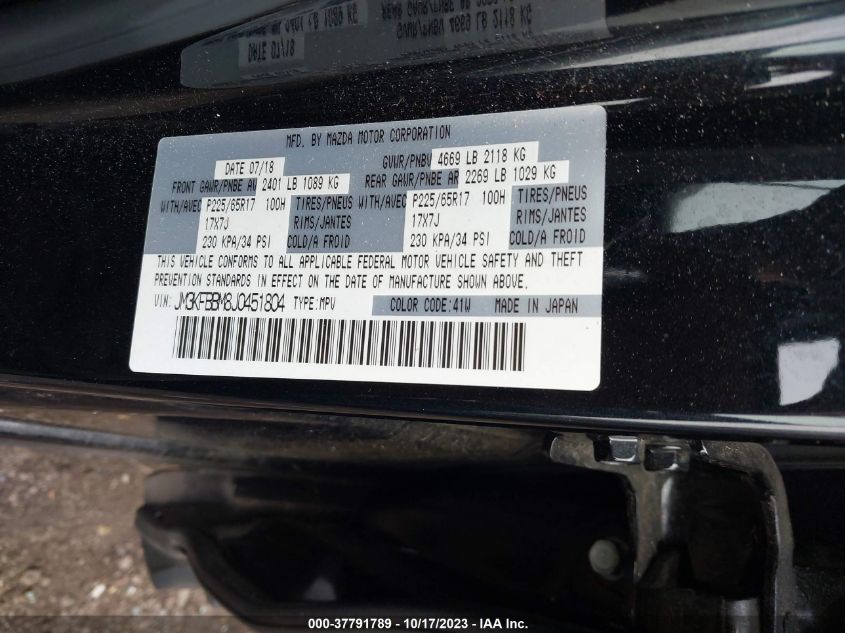 MFD. BY MAZDA MOTOR CORPORATION
DATE 07/18 GVWR/PNBV 4669 LB 2118 KG
FRONT GAWR/PNBE AV 2401 LB 1089 KG REAR GAWR/PNBE AR 2269 LB 1029 KG
WITH/AVEC P225/65R17 100H TIRES/PNEUS WITH/AVEC P225/65R17 100H TIRES/PNEUS
17X7J RIMS/JANTES 17X7J RIMS/JANTES
230 KPA/34 PSI COLD/A FROID 230 KPA/34 PSI COLD/A FROID
THIS VEHICLE CONFORMS TO ALL APPLICABLE FEDERAL MOTOR VEHICLE SAFETY AND THEFT
PREVENTION STANDARDS IN EFFECT ON THE DATE OF MANUFACTURE SHOWN ABOVE.
VIN: JM3KFBBM8J0451804 TYPE:MPV COLOR CODE:41W MADE IN JAPAN
000-37791789 - 10/17/2023 - IAA Inc.